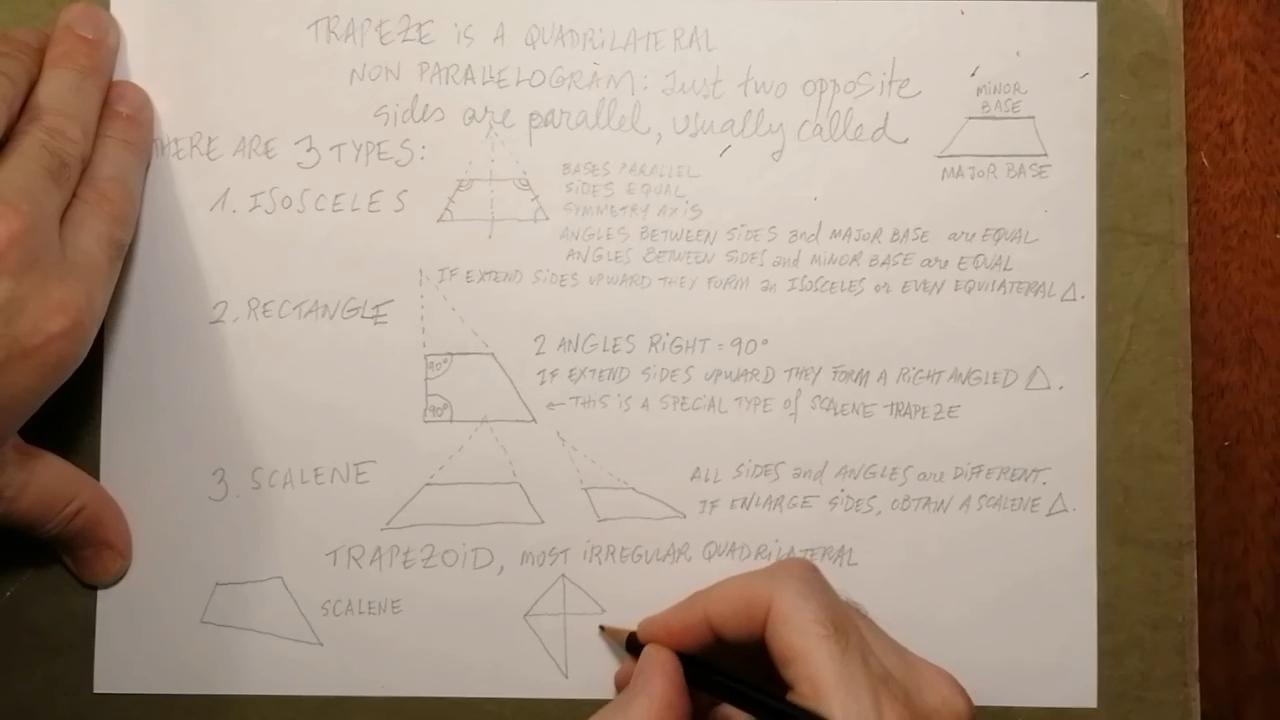 TRAPEZE iS A QUADRiLATERAL
NON PARALLELOGRAM: Just two opposite
sides are parallel, usually called
MiNOR
BASE
MAJOR BASE
THERE ARE 3 TYPES:
1. ISOSCELES
BASES PARALLEL
SiDES EQUAL
SYMMETRY AXiS
ANGLES BETWEEN SiDES and MAJOR BASE are EQUAL
ANGLES BETWEEN SiDES and MiNOR BASE are EQUAL
IF EXTEND SiDES UPWARD THEY FORM an ISOSCELES or EVEN EQUiLATERAL △.
2. RECTANGLE
90°
90°
2 ANGLES RiGHT = 90°
IF EXTEND SiDES UPWARD THEY FORM A RiGHT ANGLED △.
← THiS iS A SPECiAL TYPE of SCALENE TRAPEZE
3. SCALENE
ALL SiDES and ANGLES are DiFFERENT.
IF ENLARGE SiDES, OBTAiN A SCALENE △.
TRAPEZOiD, MOST iRREGULAR QUADRiLATERAL
SCALENE